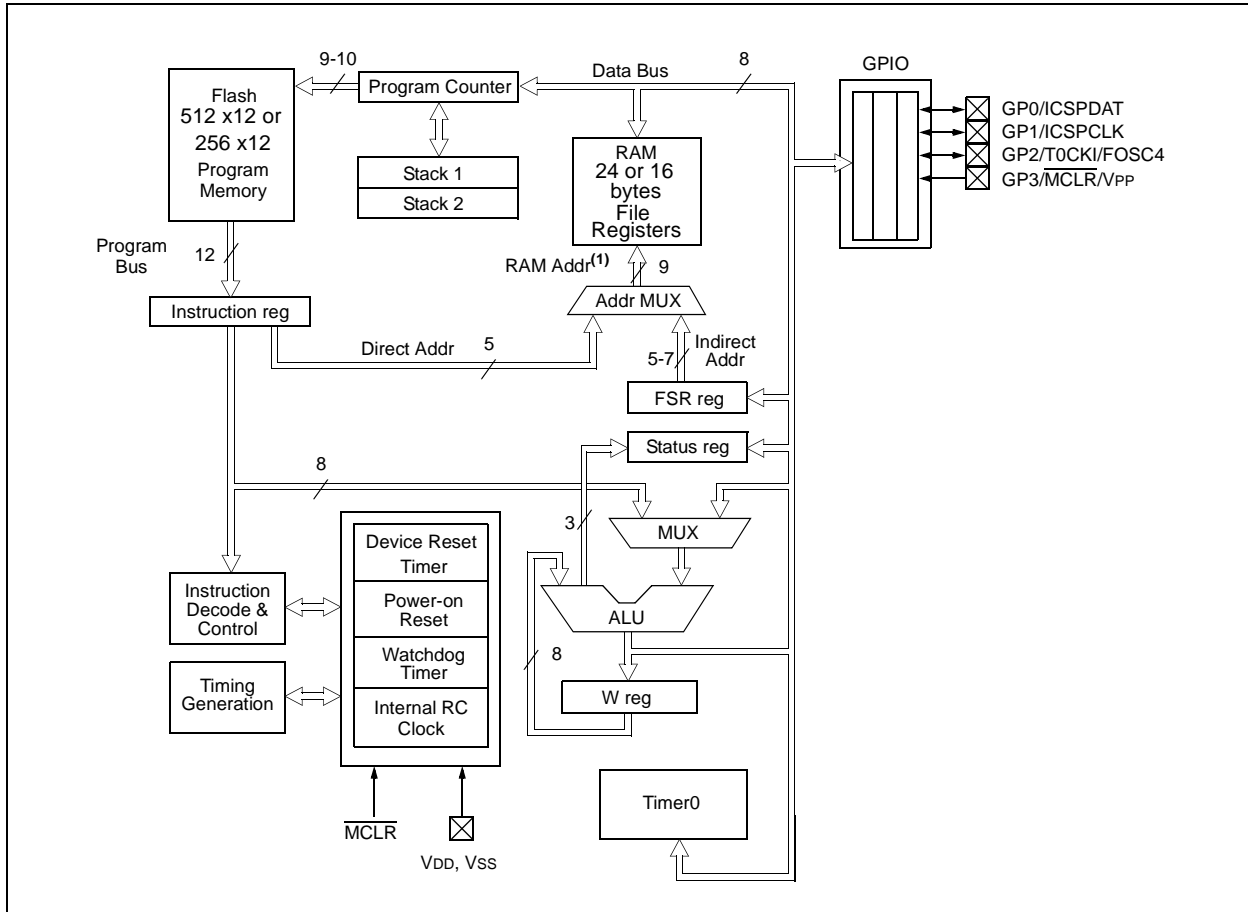 9-10
Flash
512 x12 or
256 x12
Program
Memory
Program Counter
Stack 1
Stack 2
Data Bus
8
RAM
24 or 16
bytes
File
Registers
GPIO
GP0/ICSPDAT
GP1/ICSPCLK
GP2/T0CKI/FOSC4
GP3/MCLR/VPP
Program
Bus
12
RAM Addr(1)
9
Addr MUX
Instruction reg
Direct Addr
5
5-7
Indirect
Addr
FSR reg
Status reg
8
3
MUX
Device Reset
Timer
Power-on
Reset
Watchdog
Timer
Internal RC
Clock
Instruction
Decode &
Control
Timing
Generation
ALU
8
W reg
Timer0
MCLR
VDD, VSS